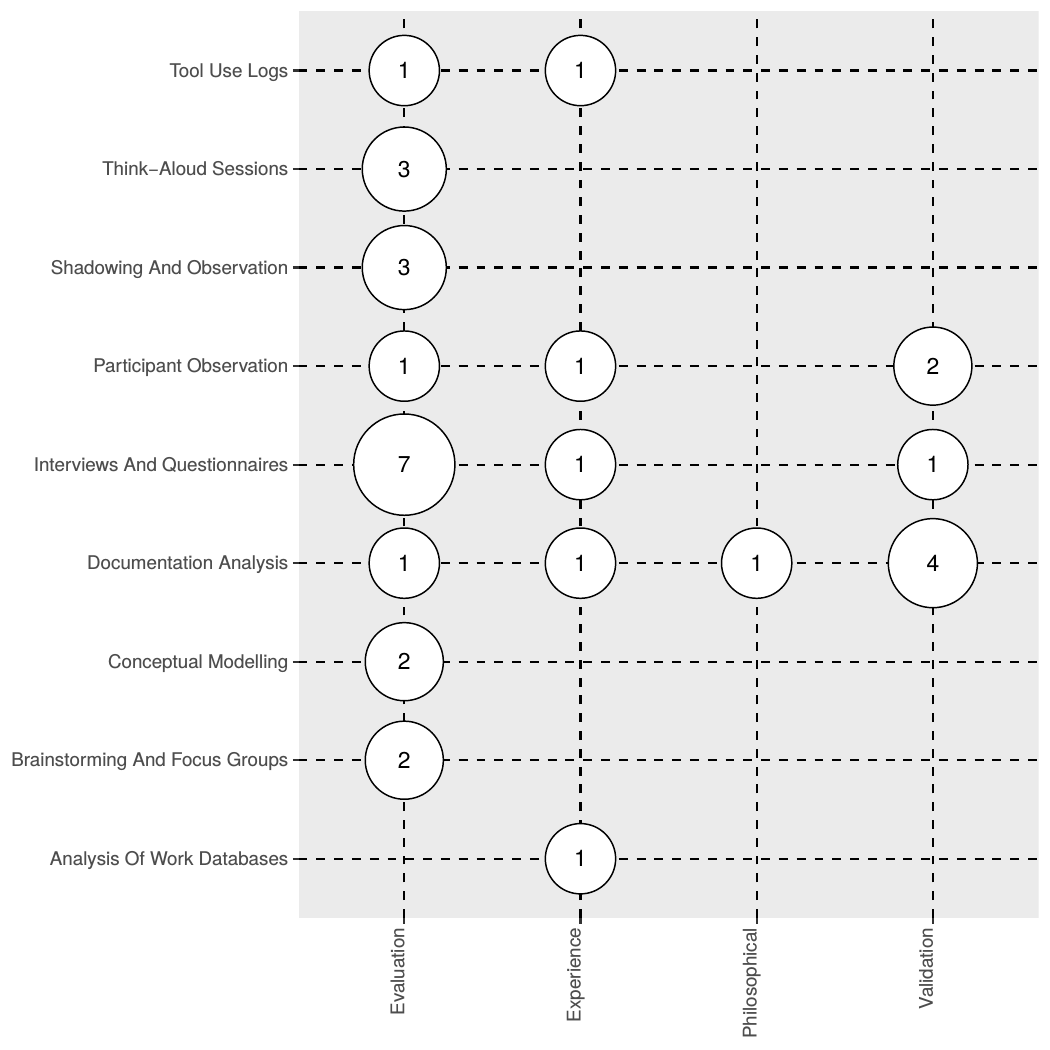 Tool Use Logs 1 1
Think−Aloud Sessions 3
Shadowing And Observation 3
Participant Observation 1 1 2
Interviews And Questionnaires 7 1 1
Documentation Analysis 1 1 1 4
Conceptual Modelling 2
Brainstorming And Focus Groups 2
Analysis Of Work Databases 1
Evaluation
Experience
Philosophical
Validation